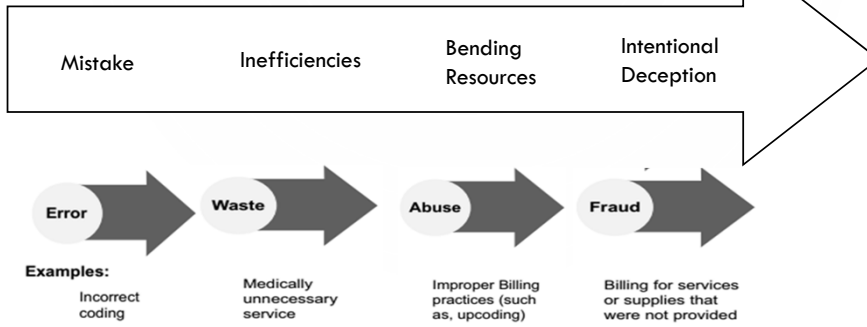 Mistake
Inefficiencies
Bending
Resources
Intentional
Deception
Error
Waste
Abuse
Fraud
Examples:
Incorrect
coding
Medically
unnecessary
service
Improper Billing
practices (such
as, upcoding)
Billing for services
or supplies that
were not provided